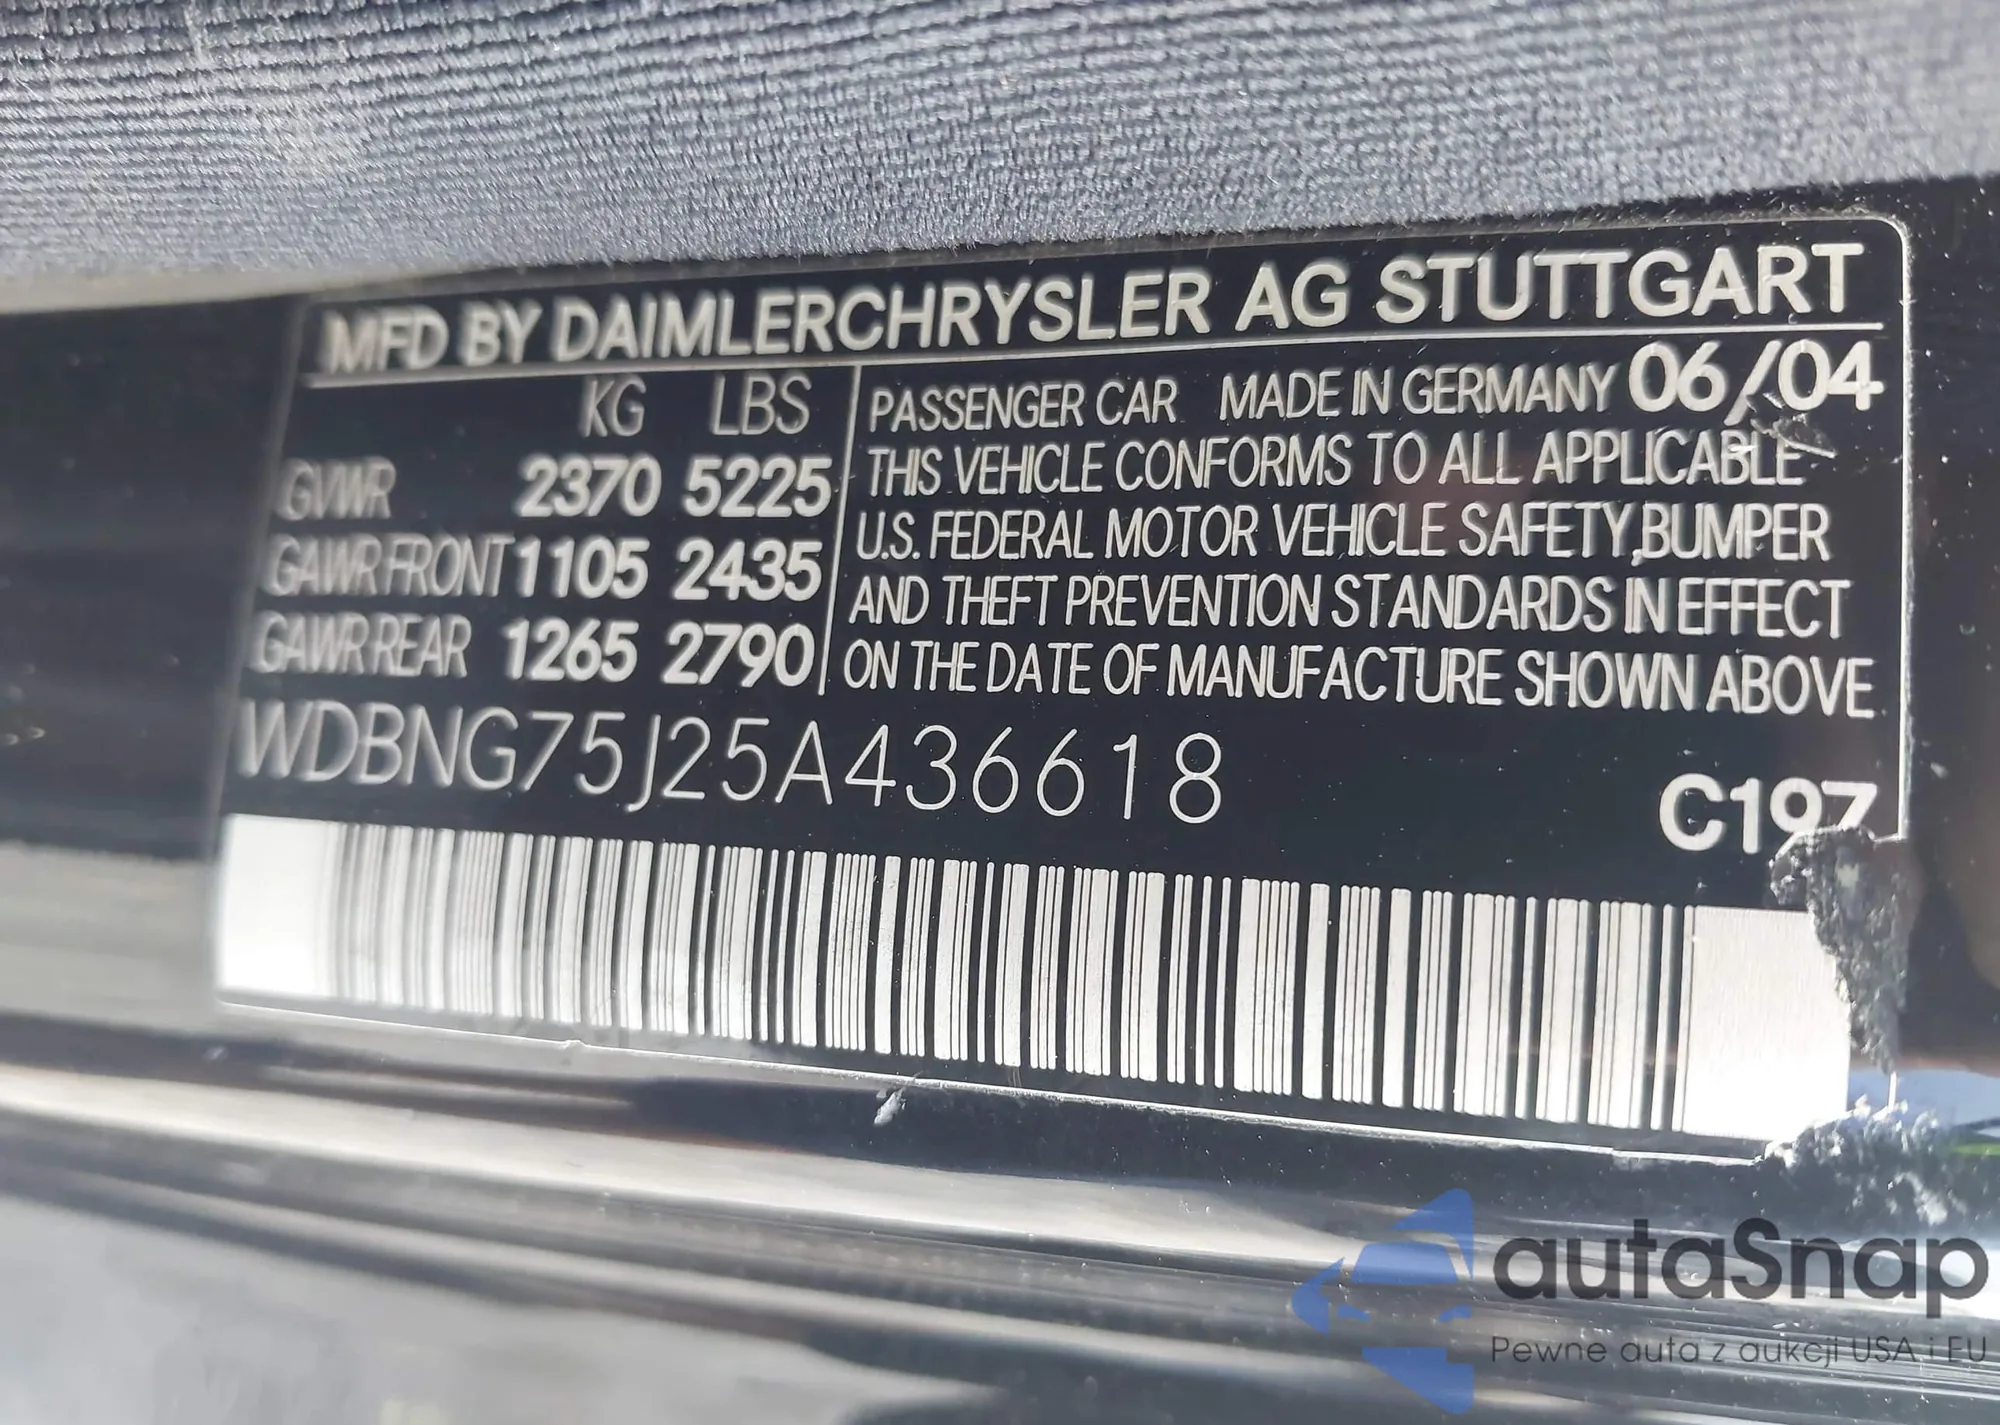 MFD BY DAIMLERCHRYSLER AG STUTTGART
KG LBS
GVWR 2370 5225
GAWR FRONT 1105 2435
GAWR REAR 1265 2790
PASSENGER CAR MADE IN GERMANY 06/04
THIS VEHICLE CONFORMS TO ALL APPLICABLE
U.S. FEDERAL MOTOR VEHICLE SAFETY,BUMPER
AND THEFT PREVENTION STANDARDS IN EFFECT
ON THE DATE OF MANUFACTURE SHOWN ABOVE
WDBNG75J25A436618
C197
autaSnap
Pewne auta z aukcji USA i EU